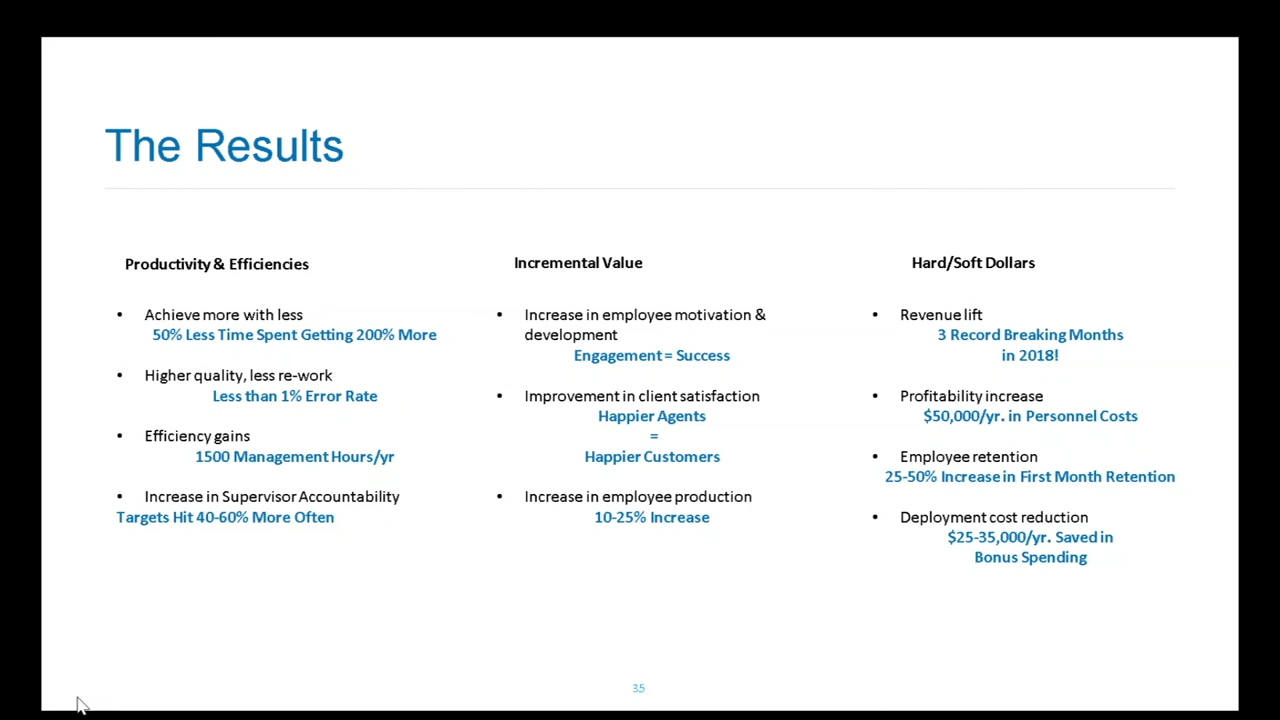 The Results
Productivity & Efficiencies
• Achieve more with less
50% Less Time Spent Getting 200% More
• Higher quality, less re-work
Less than 1% Error Rate
• Efficiency gains
1500 Management Hours/yr
• Increase in Supervisor Accountability
Targets Hit 40-60% More Often
Incremental Value
• Increase in employee motivation &
development
Engagement = Success
• Improvement in client satisfaction
Happier Agents
=
Happier Customers
• Increase in employee production
10-25% Increase
Hard/Soft Dollars
• Revenue lift
3 Record Breaking Months
in 2018!
• Profitability increase
$50,000/yr. in Personnel Costs
• Employee retention
25-50% Increase in First Month Retention
• Deployment cost reduction
$25-35,000/yr. Saved in
Bonus Spending
35